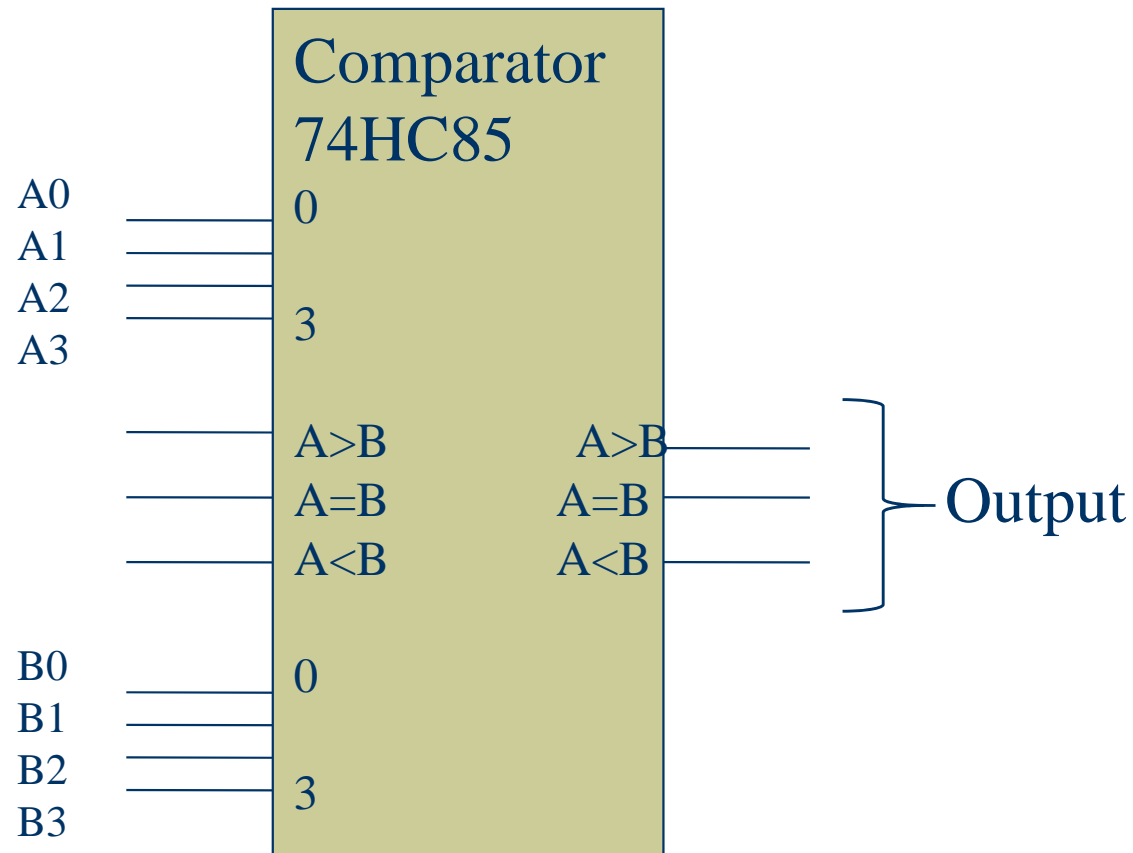 Comparator
74HC85
A0
0
A1
A2
3
A3
A>B A>B
A=B A=B
Output
A<B A<B
B0
0
B1
B2
3
B3